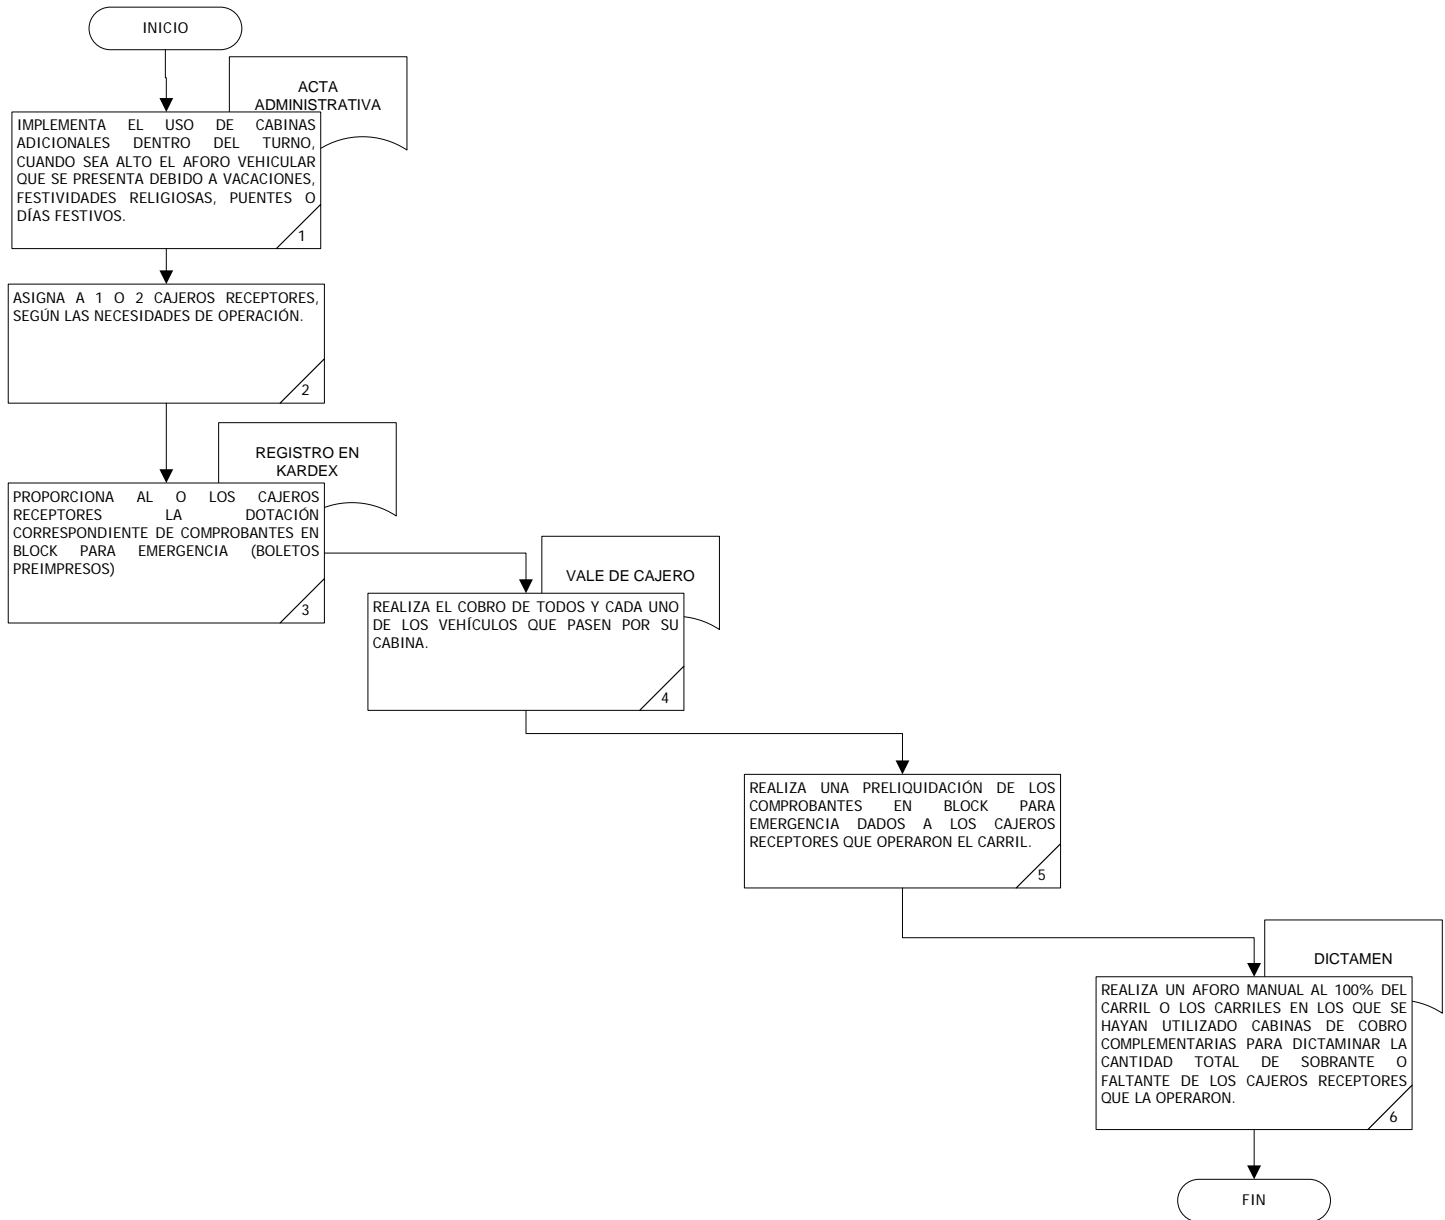 INICIO
ACTA
ADMINISTRATIVA
IMPLEMENTA EL USO DE CABINAS
ADICIONALES DENTRO DEL TURNO,
CUANDO SEA ALTO EL AFORO VEHICULAR
QUE SE PRESENTA DEBIDO A VACACIONES,
FESTIVIDADES RELIGIOSAS, PUENTES O
DÍAS FESTIVOS.
1
ASIGNA A 1 O 2 CAJEROS RECEPTORES,
SEGÚN LAS NECESIDADES DE OPERACIÓN.
2
REGISTRO EN
KARDEX
PROPORCIONA AL O LOS CAJEROS
RECEPTORES LA DOTACIÓN
CORRESPONDIENTE DE COMPROBANTES EN
BLOCK PARA EMERGENCIA (BOLETOS
PREIMPRESOS)
3
VALE DE CAJERO
REALIZA EL COBRO DE TODOS Y CADA UNO
DE LOS VEHÍCULOS QUE PASEN POR SU
CABINA.
4
REALIZA UNA PRELIQUIDACIÓN DE LOS
COMPROBANTES EN BLOCK PARA
EMERGENCIA DADOS A LOS CAJEROS
RECEPTORES QUE OPERARON EL CARRIL.
5
DICTAMEN
REALIZA UN AFORO MANUAL AL 100% DEL
CARRIL O LOS CARRILES EN LOS QUE SE
HAYAN UTILIZADO CABINAS DE COBRO
COMPLEMENTARIAS PARA DICTAMINAR LA
CANTIDAD TOTAL DE SOBRANTE O
FALTANTE DE LOS CAJEROS RECEPTORES
QUE LA OPERARON.
6
FIN